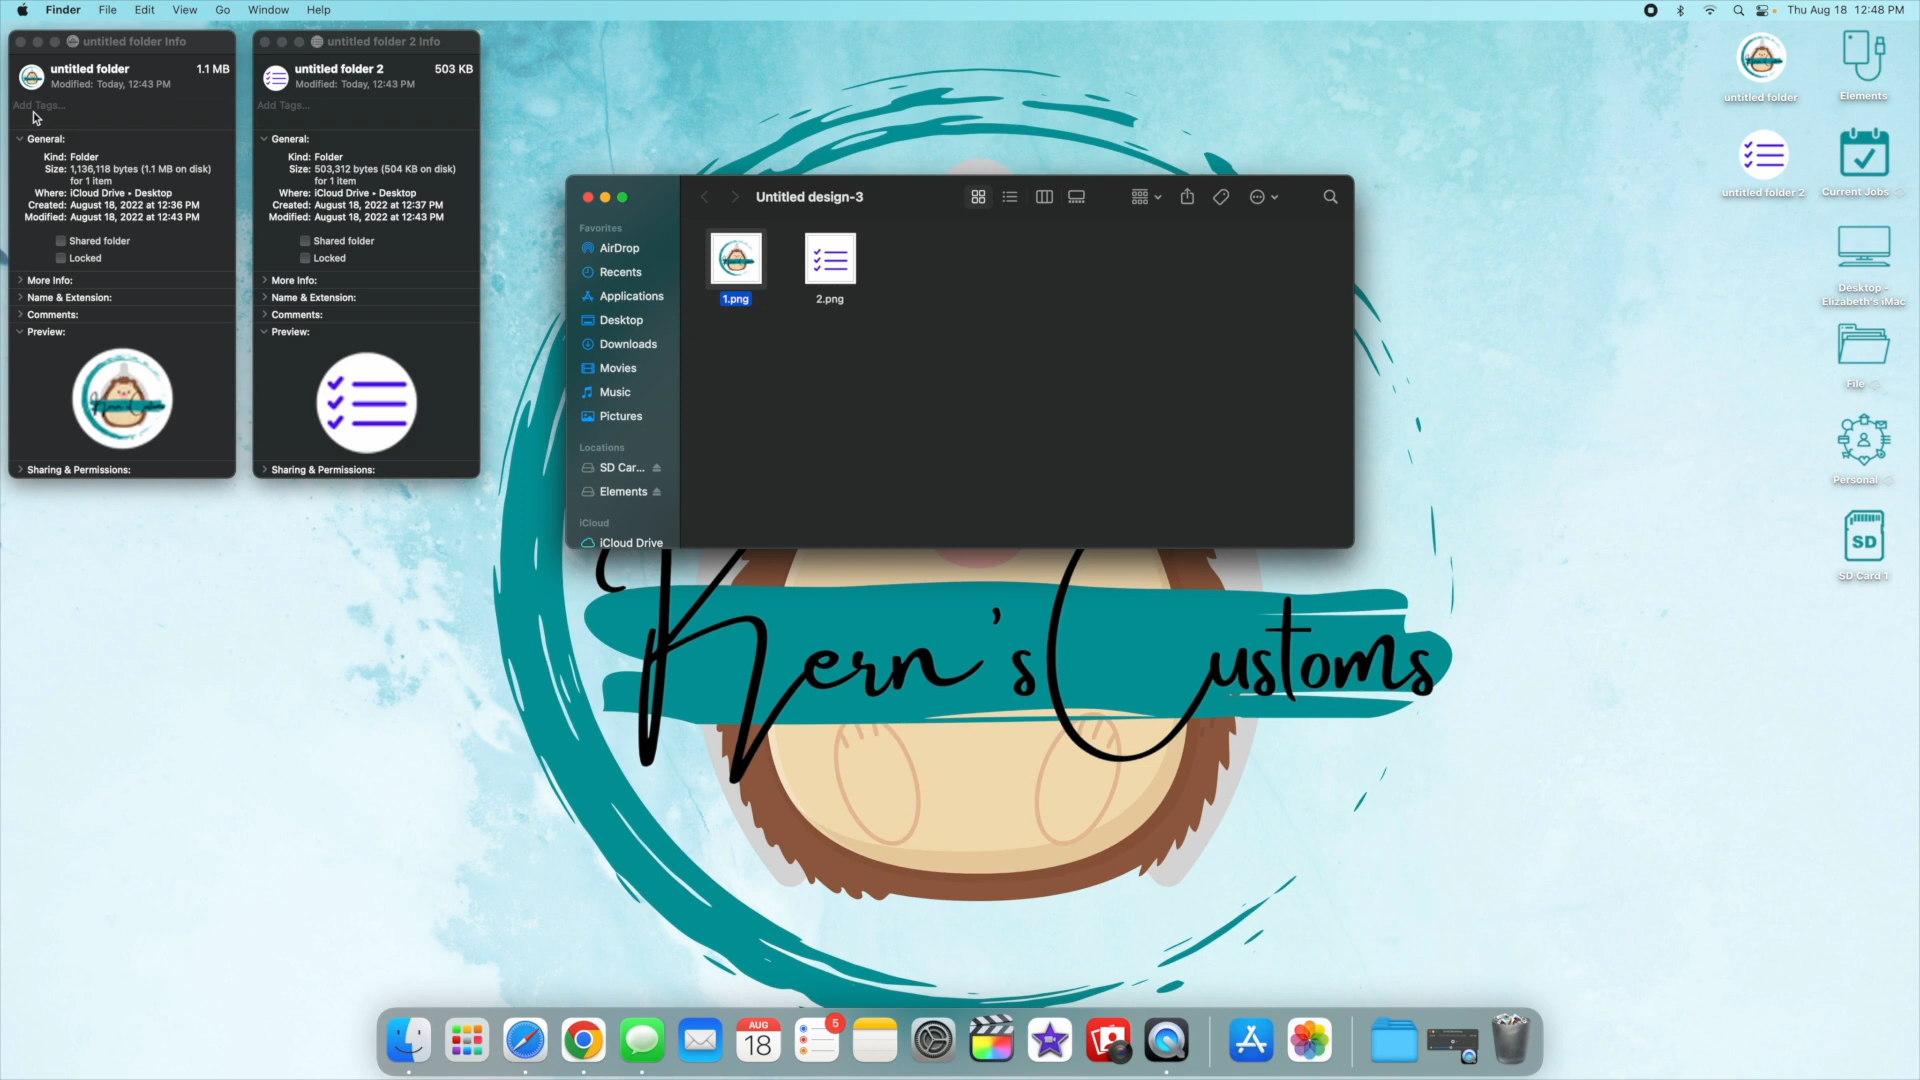 Finder File Edit View Go Window Help
Thu Aug 18 12:48 PM
untitled folder Info
untitled folder 1.1 MB
Modified: Today, 12:43 PM
Add Tags...
General:
Kind: Folder
Size: 1,136,118 bytes (1.1 MB on disk)
for 1 item
Where: iCloud Drive ▸ Desktop
Created: August 18, 2022 at 12:36 PM
Modified: August 18, 2022 at 12:43 PM
Shared folder
Locked
More Info:
Name & Extension:
Comments:
Preview:
Sharing & Permissions:
untitled folder 2 Info
untitled folder 2 503 KB
Modified: Today, 12:43 PM
Add Tags...
General:
Kind: Folder
Size: 503,312 bytes (504 KB on disk)
for 1 item
Where: iCloud Drive ▸ Desktop
Created: August 18, 2022 at 12:37 PM
Modified: August 18, 2022 at 12:43 PM
Shared folder
Locked
More Info:
Name & Extension:
Comments:
Preview:
Sharing & Permissions:
Untitled design-3
Favorites
AirDrop
Recents
Applications
Desktop
Downloads
Movies
Music
Pictures
Locations
SD Car...
Elements
iCloud
iCloud Drive
1.png
2.png
untitled folder
Elements
untitled folder 2
Current Jobs
Desktop -
Elizabeth's iMac
File
Personal
SD
SD Card 1
Kern's Customs
AUG
18
5